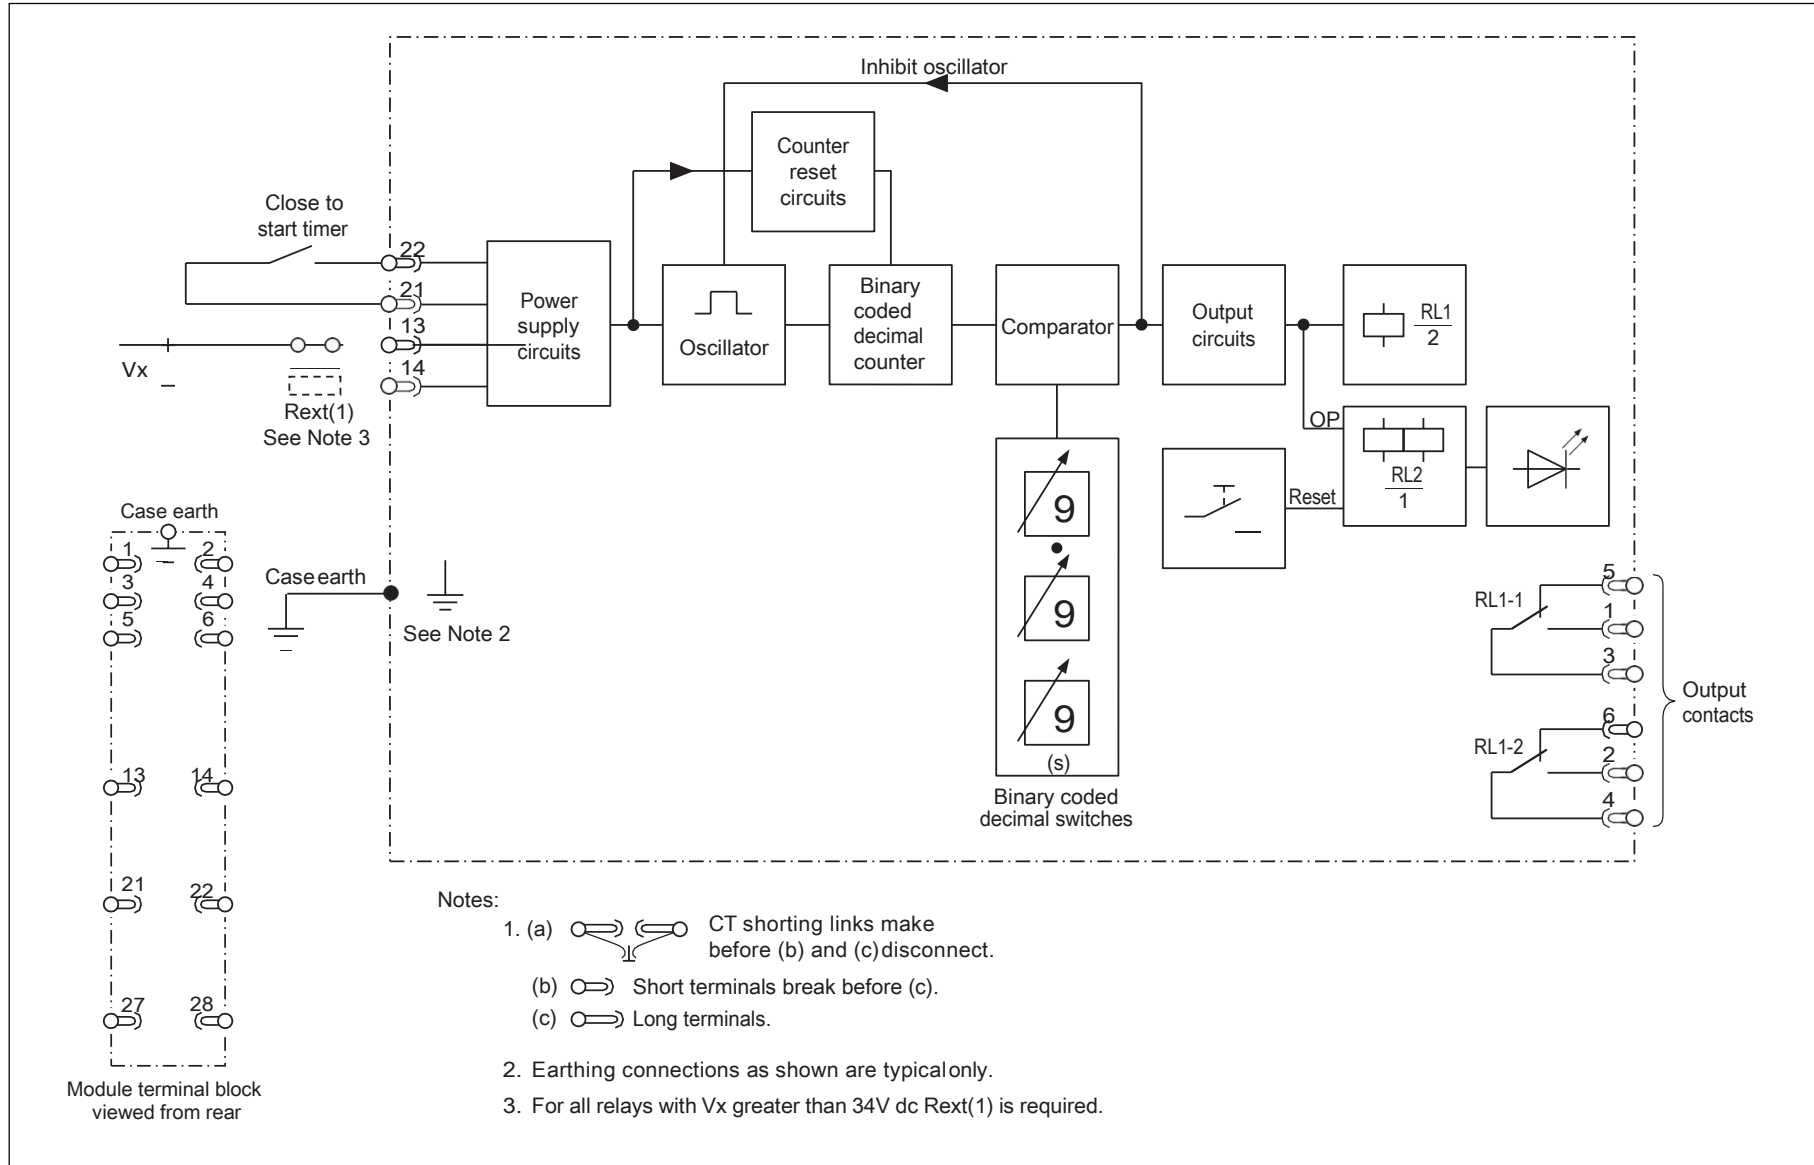 Inhibit oscillator
Counter
reset
circuits
Close to
start timer
22
21
13
14
+
Vx
−
Rext(1)
See Note 3
Power
supply
circuits
Oscillator
Binary
coded
decimal
counter
Comparator
Output
circuits
RL1
2
OP
RL2
1
Reset
9
9
9
(s)
Binary coded
decimal switches
Case earth
1 2
3 4
5 6
13 14
21 22
27 28
Module terminal block
viewed from rear
Case earth
See Note 2
RL1-1
5
1
3
RL1-2
6
2
4
Output
contacts
Notes:
1. (a) CT shorting links make
before (b) and (c) disconnect.
(b) Short terminals break before (c).
(c) Long terminals.
2. Earthing connections as shown are typical only.
3. For all relays with Vx greater than 34V dc Rext(1) is required.